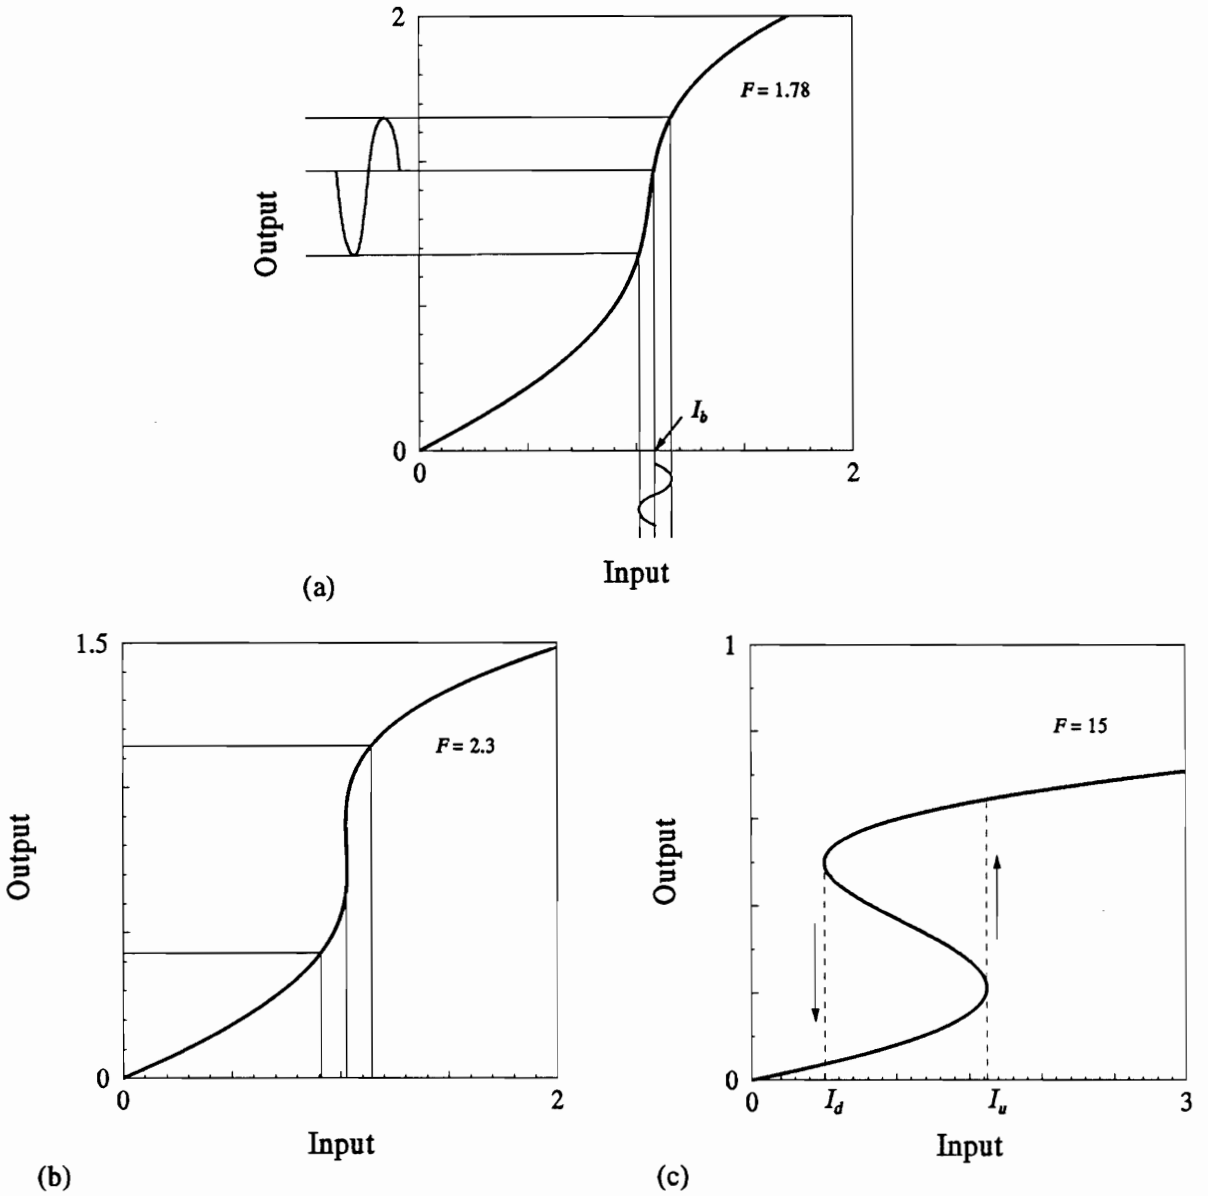 2
F = 1.78
Output
I_b
0
0
2
Input
(a)
1.5
F = 2.3
Output
0
0
2
Input
(b)
1
F = 15
Output
0
0
I_d
I_u
3
Input
(c)